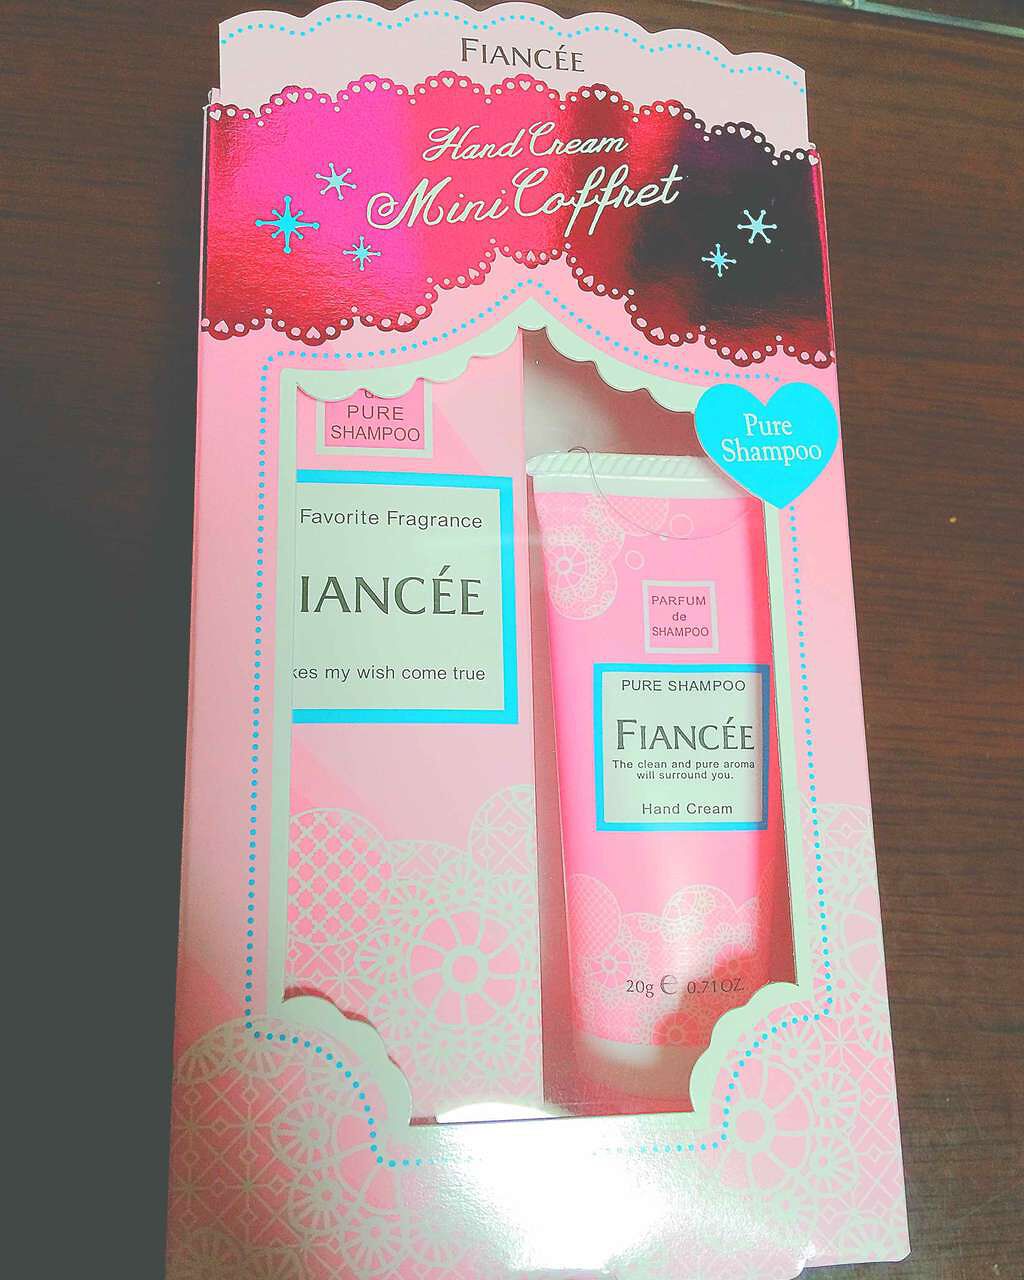 FIANCÉE
Hand Cream
Mini Coffret
Pure
Shampoo
PURE
SHAMPOO
Favorite Fragrance
IANCÉE
kes my wish come true
PARFUM
de
SHAMPOO
PURE SHAMPOO
FIANCÉE
The clean and pure aroma
will surround you.
Hand Cream
20g ℮ 0.71OZ.